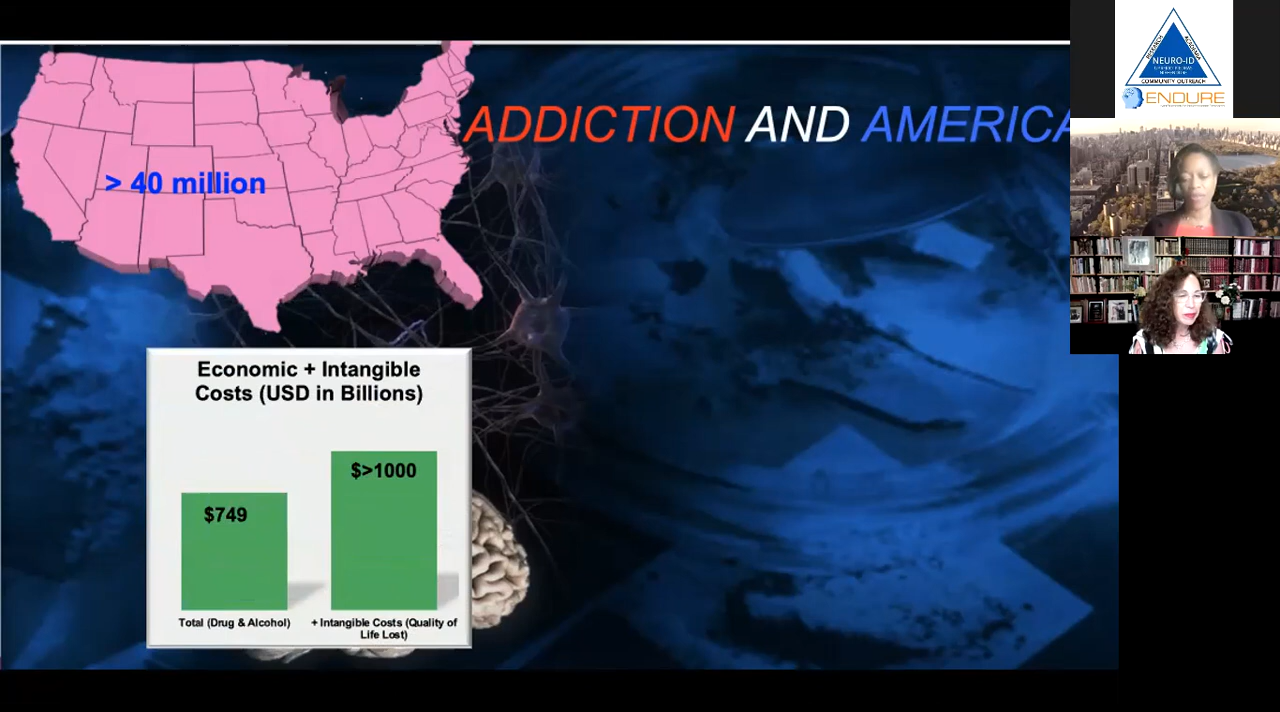 ADDICTION AND AMERICA
> 40 million
Economic + Intangible
Costs (USD in Billions)
$749
$>1000
Total (Drug & Alcohol)
+ Intangible Costs (Quality of
Life Lost)
NEURO-ID
COMMUNITY OUTREACH
ENDURE